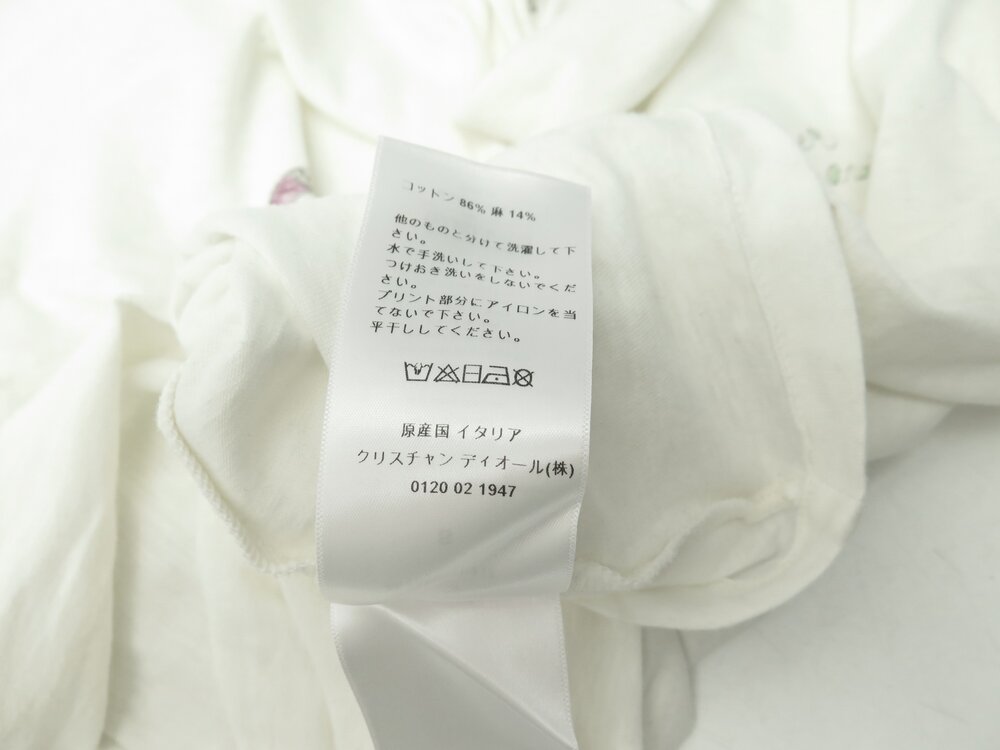 コットン 86% 麻 14%
他のものと分けて洗濯して下
さい。
水で手洗いして下さい。
つけおき洗いをしないでくだ
さい。
プリント部分にアイロンを当
てないで下さい。
平干ししてください。
原産国 イタリア
クリスチャン ディオール(株)
0120 02 1947